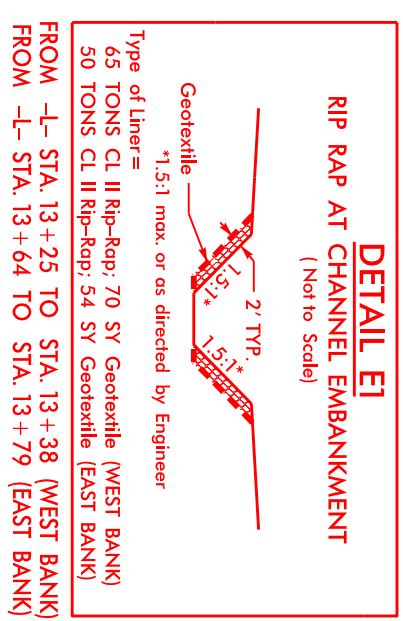 DETAIL E1
RIP RAP AT CHANNEL EMBANKMENT
( Not to Scale)
2' TYP.
1.5:1*
1.5:1*
Geotextile
*1.5:1 max. or as directed by Engineer
Type of Liner=
65 TONS CL II Rip-Rap; 70 SY Geotextile (WEST BANK)
50 TONS CL II Rip-Rap; 54 SY Geotextile (EAST BANK)
FROM -L- STA. 13+25 TO STA. 13+38 (WEST BANK)
FROM -L- STA. 13+64 TO STA. 13+79 (EAST BANK)